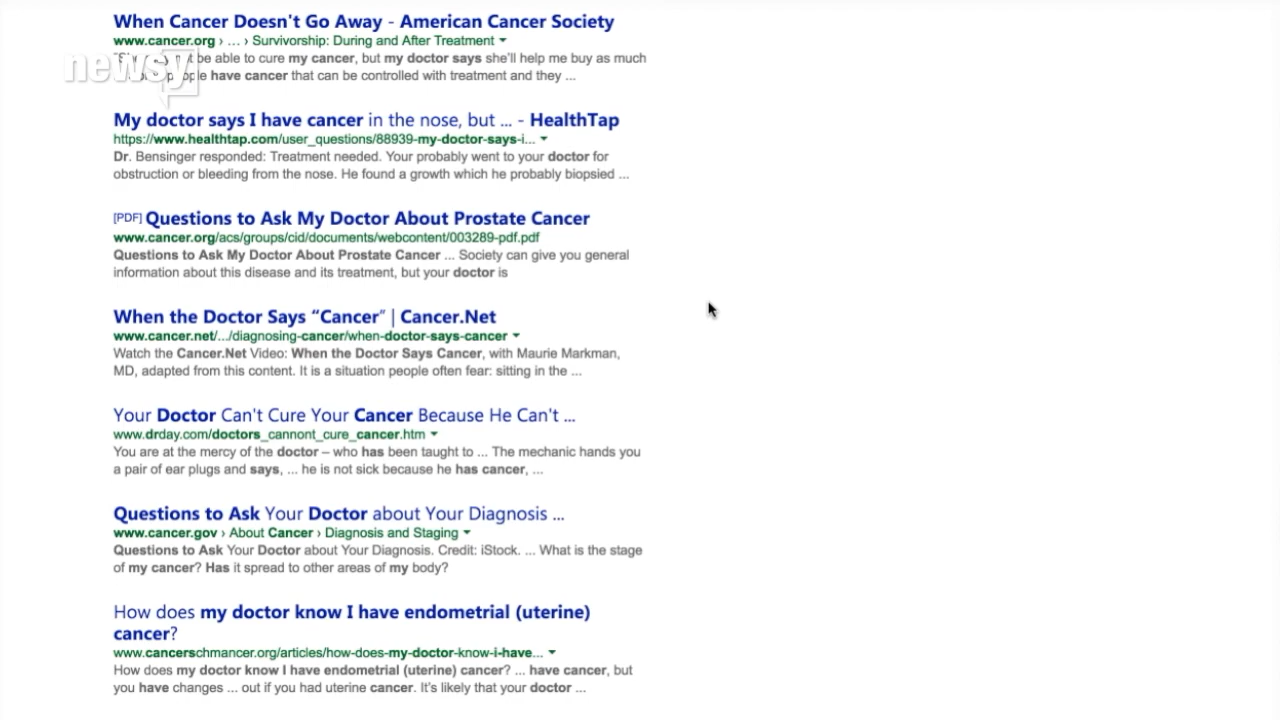 When Cancer Doesn't Go Away - American Cancer Society
www.cancer.org › ... › Survivorship: During and After Treatment
be able to cure my cancer, but my doctor says she'll help me buy as much
newsy
have cancer that can be controlled with treatment and they ...
My doctor says I have cancer in the nose, but ... - HealthTap
https://www.healthtap.com/user_questions/88939-my-doctor-says-i...
Dr. Bensinger responded: Treatment needed. Your probably went to your doctor for
obstruction or bleeding from the nose. He found a growth which he probably biopsied ...
[PDF] Questions to Ask My Doctor About Prostate Cancer
www.cancer.org/acs/groups/cid/documents/webcontent/003289-pdf.pdf
Questions to Ask My Doctor About Prostate Cancer ... Society can give you general
information about this disease and its treatment, but your doctor is
When the Doctor Says “Cancer” | Cancer.Net
www.cancer.net/.../diagnosing-cancer/when-doctor-says-cancer
Watch the Cancer.Net Video: When the Doctor Says Cancer, with Maurie Markman,
MD, adapted from this content. It is a situation people often fear: sitting in the ...
Your Doctor Can't Cure Your Cancer Because He Can't ...
www.drday.com/doctors_cannont_cure_cancer.htm
You are at the mercy of the doctor – who has been taught to ... The mechanic hands you
a pair of ear plugs and says, ... he is not sick because he has cancer, ...
Questions to Ask Your Doctor about Your Diagnosis ...
www.cancer.gov › About Cancer › Diagnosis and Staging
Questions to Ask Your Doctor about Your Diagnosis. Credit: iStock. ... What is the stage
of my cancer? Has it spread to other areas of my body?
How does my doctor know I have endometrial (uterine)
cancer?
www.cancerschmancer.org/articles/how-does-my-doctor-know-i-have...
How does my doctor know I have endometrial (uterine) cancer? ... have cancer, but
you have changes ... out if you had uterine cancer. It's likely that your doctor ...